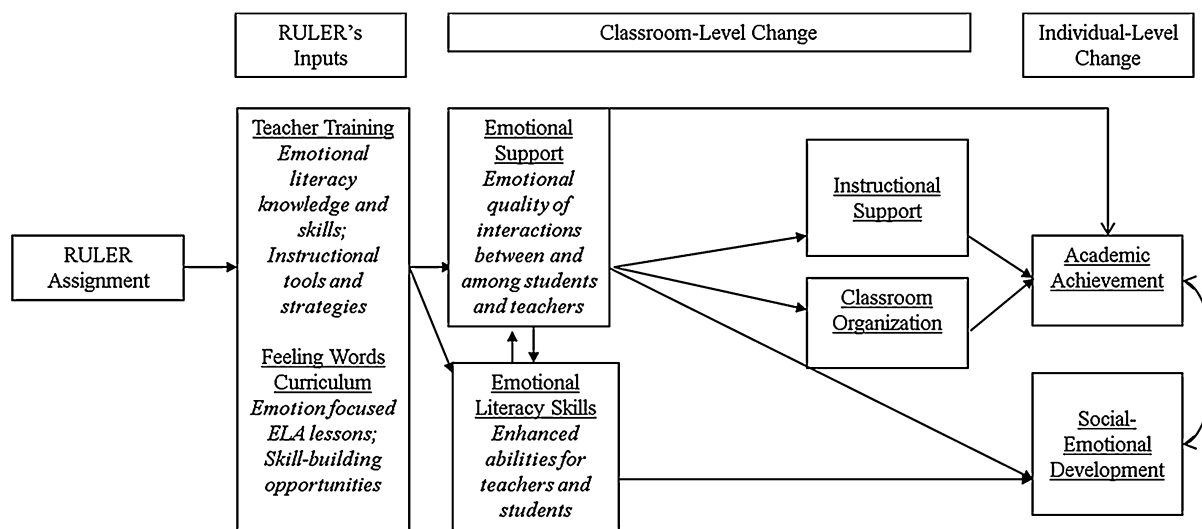 RULER's
Inputs
Classroom-Level Change
Individual-Level
Change
RULER
Assignment
Teacher Training
Emotional
literacy
knowledge and
skills;
Instructional
tools and
strategies
Feeling Words
Curriculum
Emotion focused
ELA lessons;
Skill-building
opportunities
Emotional
Support
Emotional
quality of
interactions
between and
among students
and teachers
Emotional
Literacy Skills
Enhanced
abilities for
teachers and
students
Instructional
Support
Classroom
Organization
Academic
Achievement
Social-
Emotional
Development